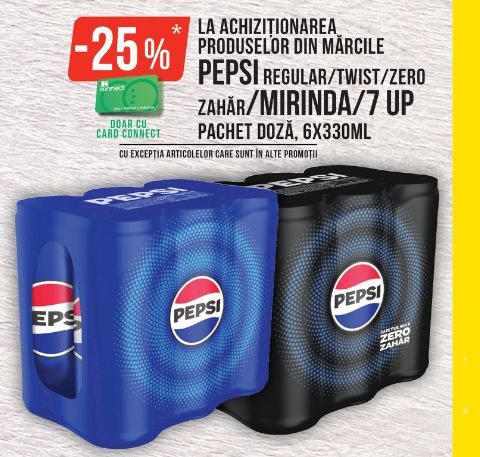 -25%*
connect
DOAR CU
CARD CONNECT
LA ACHIZIȚIONAREA
PRODUSELOR DIN MĂRCILE
PEPSI REGULAR/TWIST/ZERO
ZAHĂR/MIRINDA/7 UP
PACHET DOZĂ, 6X330ML
CU EXCEPȚIA ARTICOLELOR CARE SUNT ÎN ALTE PROMOȚII
PEPSI
PEPSI
EPS
PEPSI
PEPSI
ZERO
ZAHĂR